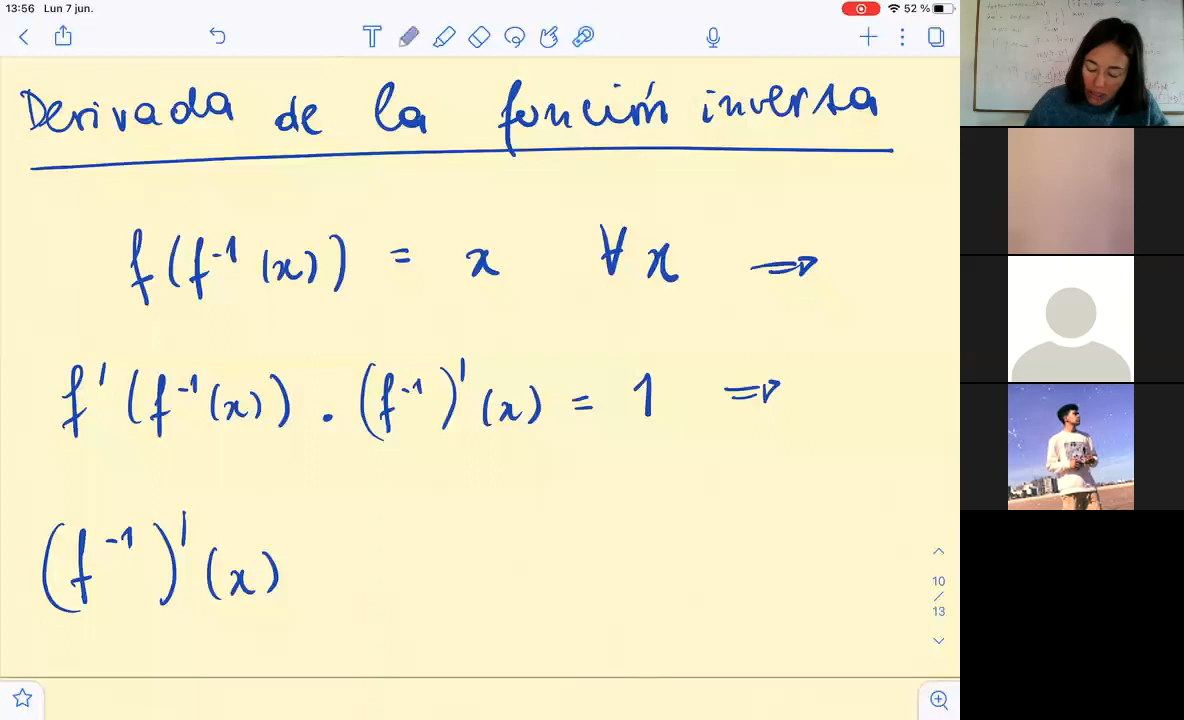 13:56 Lun 7 jun. 52 %
Derivada de la función inversa
f(f⁻¹(x)) = x ∀x ⇒
f'(f⁻¹(x)) . (f⁻¹)'(x) = 1 ⇒
(f⁻¹)'(x)
10
/
13